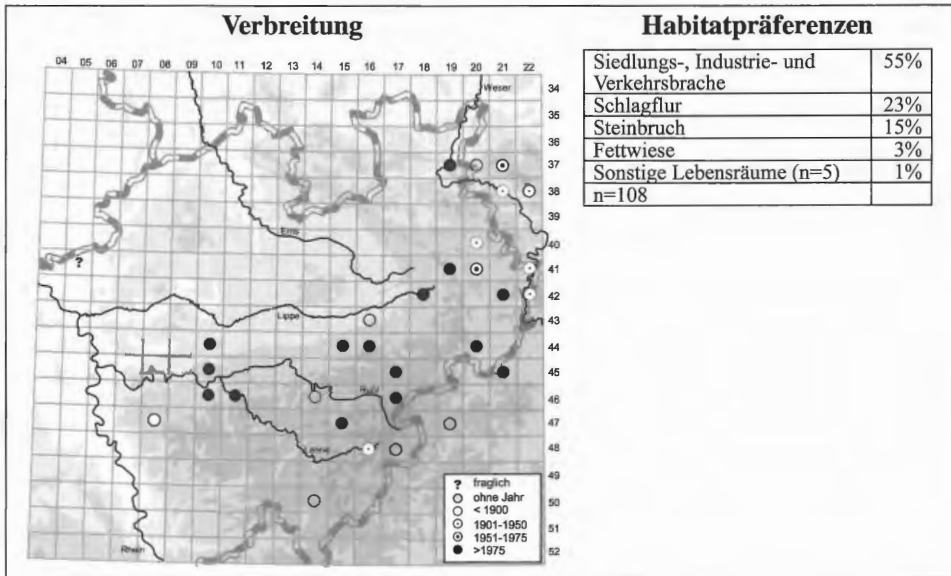 Verbreitung
04 05 06 07 08 09 10 11 12 13 14 15 16 17 18 19 20 21 22
34
Weser
35
36
37
38
39
Ems
40
?
41
42
Lippe
43
44
45
Ruhr
46
47
Lenne
48
49
50
51
Rhein
52
? fraglich
ohne Jahr
< 1900
1901-1950
1951-1975
>1975
Habitatpräferenzen
Siedlungs-, Industrie- und 55%
Verkehrsbrache
Schlagflur 23%
Steinbruch 15%
Fettwiese 3%
Sonstige Lebensräume (n=5) 1%
n=108